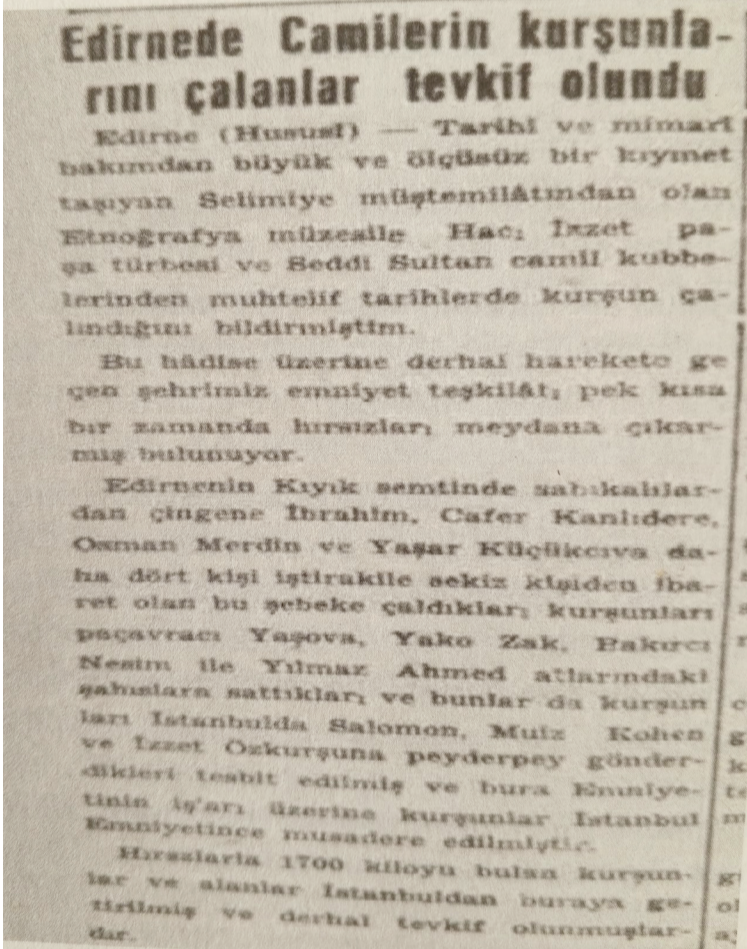 Edirnede Camilerin kurşunla-
rını çalanlar tevkif olundu
Edirne (Hususî) — Tarihî ve mimarî
bakımdan büyük ve ölçüsüz bir kıymet
taşıyan Selimiye müştemilâtından olan
Etnoğrafya müzesile Hacı İzzet pa-
şa türbesi ve Seddi Sultan camii kubbe-
lerinden muhtelif tarihlerde kurşun ça-
lındığını bildirmiştim.
Bu hâdise üzerine derhal harekete ge
çen şehrimiz emniyet teşkilâtı pek kısa
bir zamanda hırsızları meydana çıkar-
mış bulunuyor.
Edirnenin Kıyık semtinde sabıkalılar-
dan çingene İbrahim, Cafer Kanlıdere,
Osman Merdin ve Yaşar Küçükcıva da-
ha dört kişi iştirakile sekiz kişiden iba-
ret olan bu şebeke çaldıkları kurşunları
paçavracı Yaşova, Yako Zak, Bakırcı
Nesim ile Yılmaz Ahmed adlarındaki
şahıslara sattıkları ve bunlar da kurşun
ları İstanbulda Salomon, Muiz Kohen
ve İzzet Özkurşuna peyderpey gönder-
dikleri tesbit edilmiş ve bura Emniye-
tinin iş'arı üzerine kurşunlar İstanbul
Emniyetince musadere edilmiştir.
Hırsızlarla 1700 kiloyu bulan kurşun-
lar ve alanlar İstanbuldan buraya ge-
tirilmiş ve derhal tevkif olunmuşlar-
dır.